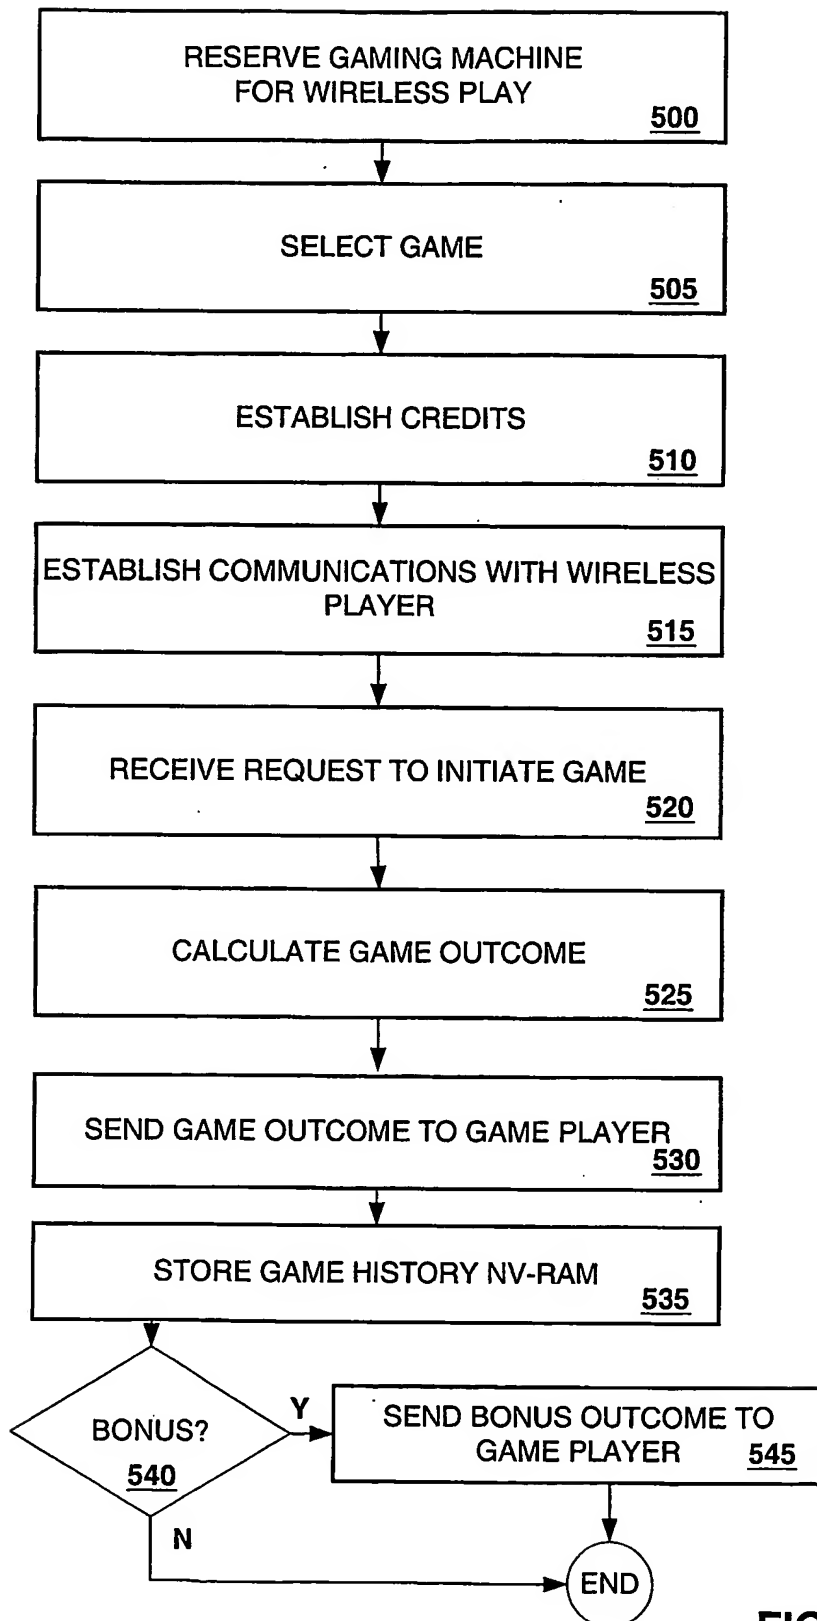 RESERVE GAMING MACHINE
FOR WIRELESS PLAY
500
SELECT GAME
505
ESTABLISH CREDITS
510
ESTABLISH COMMUNICATIONS WITH WIRELESS
PLAYER
515
RECEIVE REQUEST TO INITIATE GAME
520
CALCULATE GAME OUTCOME
525
SEND GAME OUTCOME TO GAME PLAYER
530
STORE GAME HISTORY NV-RAM
535
BONUS?
540
Y
SEND BONUS OUTCOME TO
GAME PLAYER
545
N
END